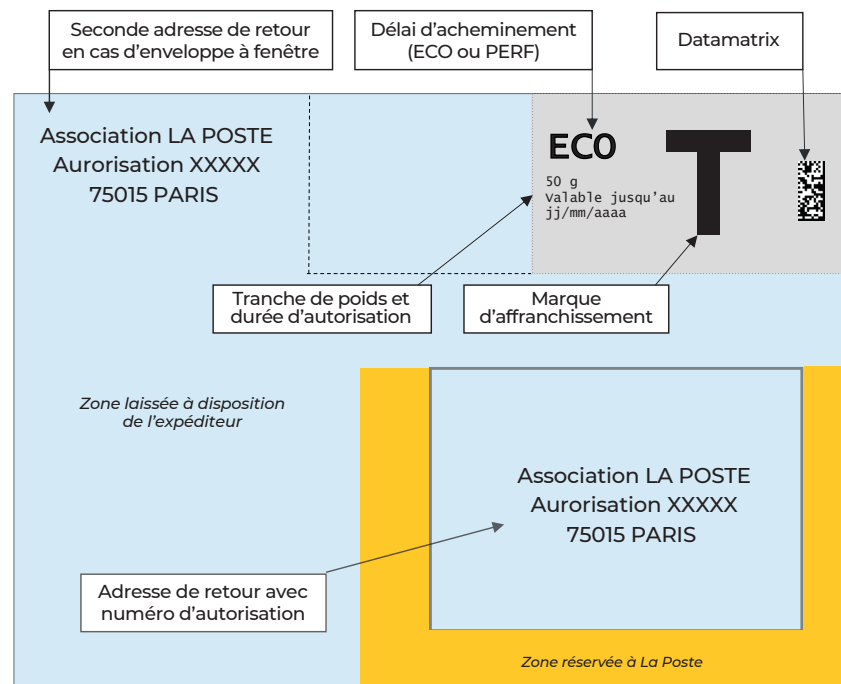 Seconde adresse de retour
en cas d'enveloppe à fenêtre
Délai d'acheminement
(ECO ou PERF)
Datamatrix
Association LA POSTE
Aurorisation XXXXX
75015 PARIS
ECO
50 g
Valable jusqu'au
jj/mm/aaaa
T
Tranche de poids et
durée d'autorisation
Marque
d'affranchissement
Zone laissée à disposition
de l'expéditeur
Association LA POSTE
Aurorisation XXXXX
75015 PARIS
Adresse de retour avec
numéro d'autorisation
Zone réservée à La Poste